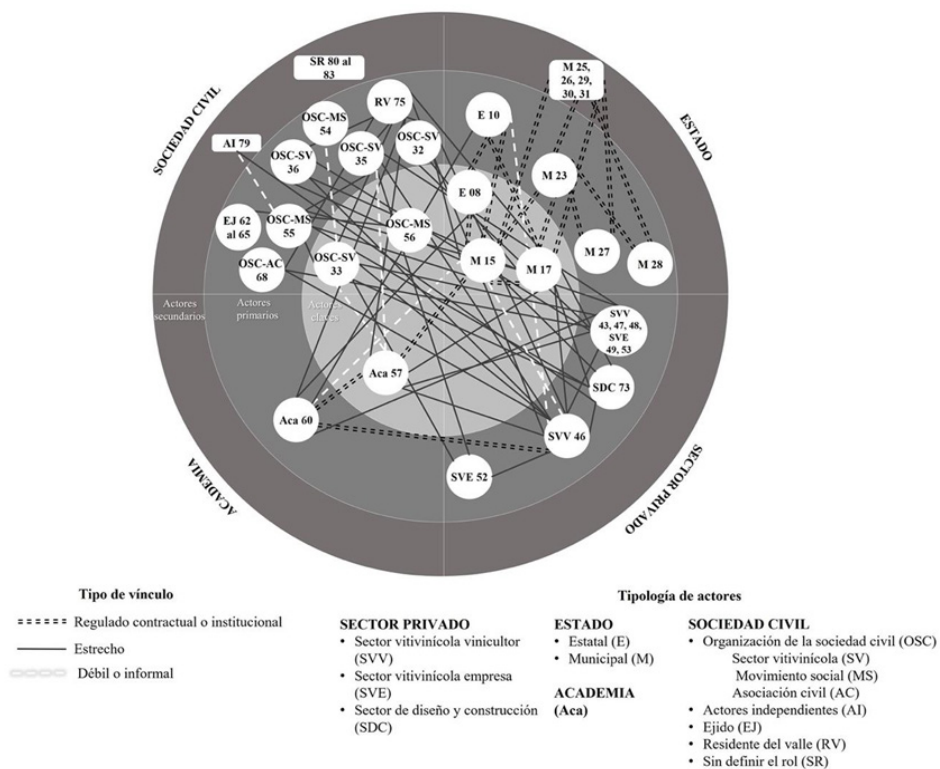 SOCIEDAD CIVIL
ESTADO
ACADEMIA
SECTOR PRIVADO
SR 80 al
83
M 25,
26, 29,
30, 31
RV 75
E 10
OSC-MS
54
OSC-SV
32
AI 79
OSC-SV
35
OSC-SV
36
M 23
E 08
EJ 62
al 65
OSC-MS
55
OSC-MS
56
M 27
OSC-AC
68
OSC-SV
33
M 15
M 17
M 28
Actores
secundarios
Actores
primarios
Actores
claves
SVV
43, 47, 48,
SVE
49, 53
Aca 57
SDC 73
Aca 60
SVV 46
SVE 52
Tipo de vínculo
Regulado contractual o institucional
Estrecho
Débil o informal
Tipología de actores
SECTOR PRIVADO
• Sector vitivinícola vinicultor
(SVV)
• Sector vitivinícola empresa
(SVE)
• Sector de diseño y construcción
(SDC)
ESTADO
• Estatal (E)
• Municipal (M)
ACADEMIA
(Aca)
SOCIEDAD CIVIL
• Organización de la sociedad civil (OSC)
Sector vitivinícola (SV)
Movimiento social (MS)
Asociación civil (AC)
• Actores independientes (AI)
• Ejido (EJ)
• Residente del valle (RV)
• Sin definir el rol (SR)